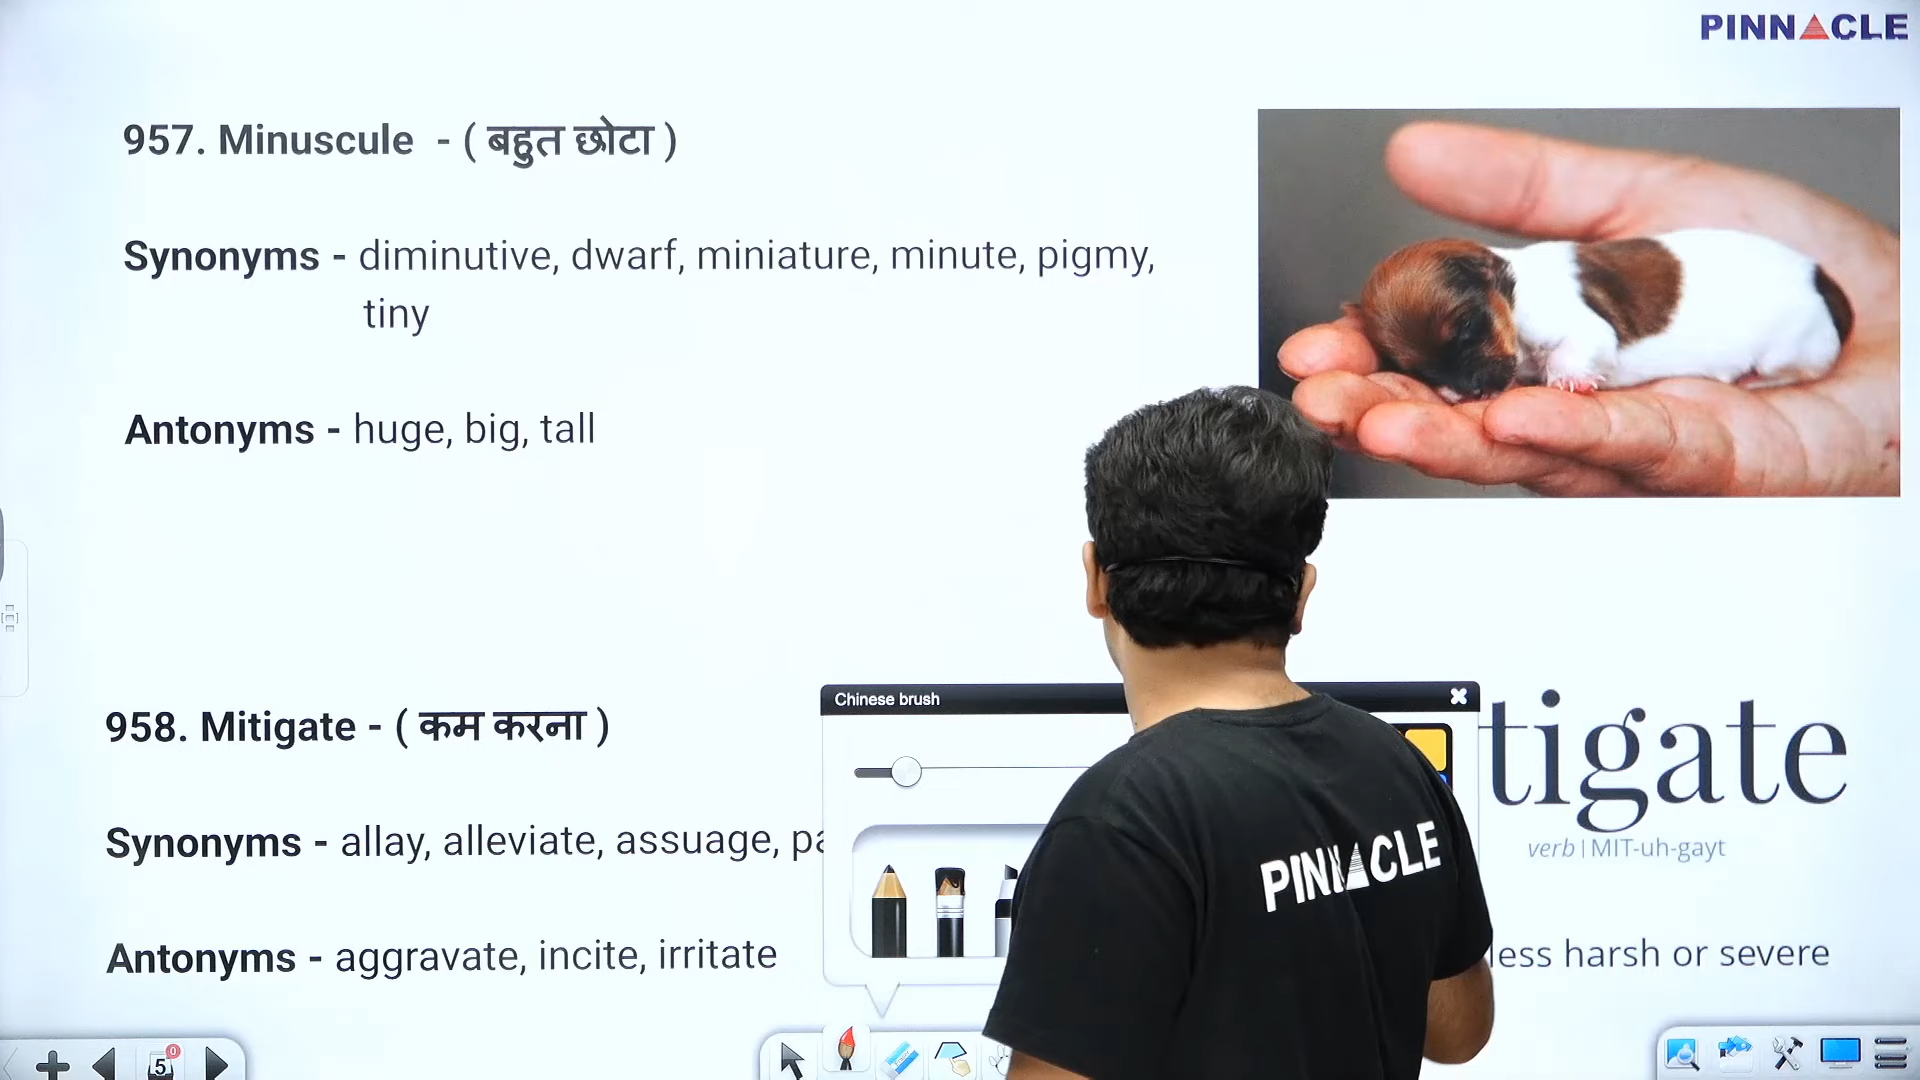 PINNACLE
957. Minuscule - ( बहुत छोटा )
Synonyms - diminutive, dwarf, miniature, minute, pigmy,
tiny
Antonyms - huge, big, tall
958. Mitigate - ( कम करना )
Chinese brush
tigate
verb | MIT-uh-gayt
Synonyms - allay, alleviate, assuage,
PINNACLE
Antonyms - aggravate, incite, irritate
less harsh or severe
5
0